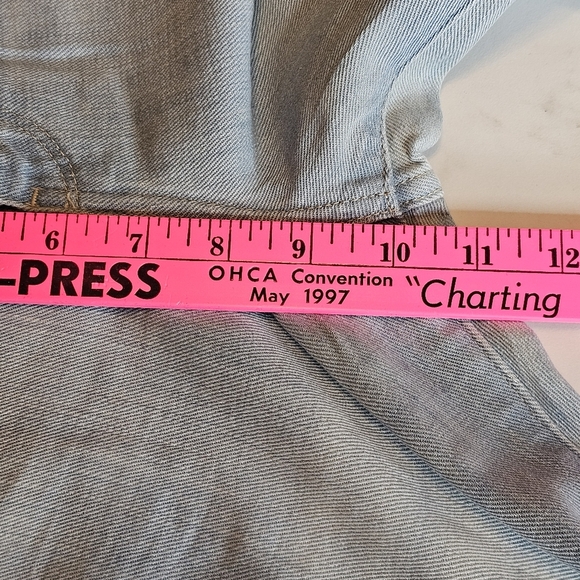 6 7 8 9 10 11 12
-PRESS OHCA Convention "Charting
May 1997